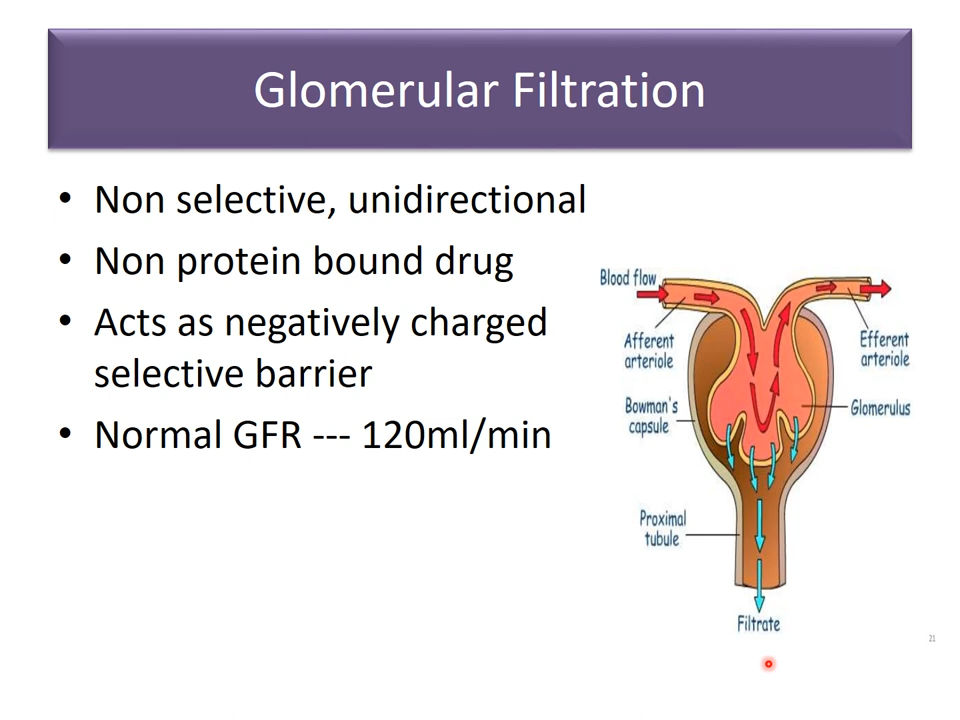 Glomerular Filtration
• Non selective, unidirectional
• Non protein bound drug
• Acts as negatively charged
selective barrier
• Normal GFR --- 120ml/min
Blood flow
Afferent
arteriole
Efferent
arteriole
Bowman's
capsule
Glomerulus
Proximal
tubule
Filtrate
21